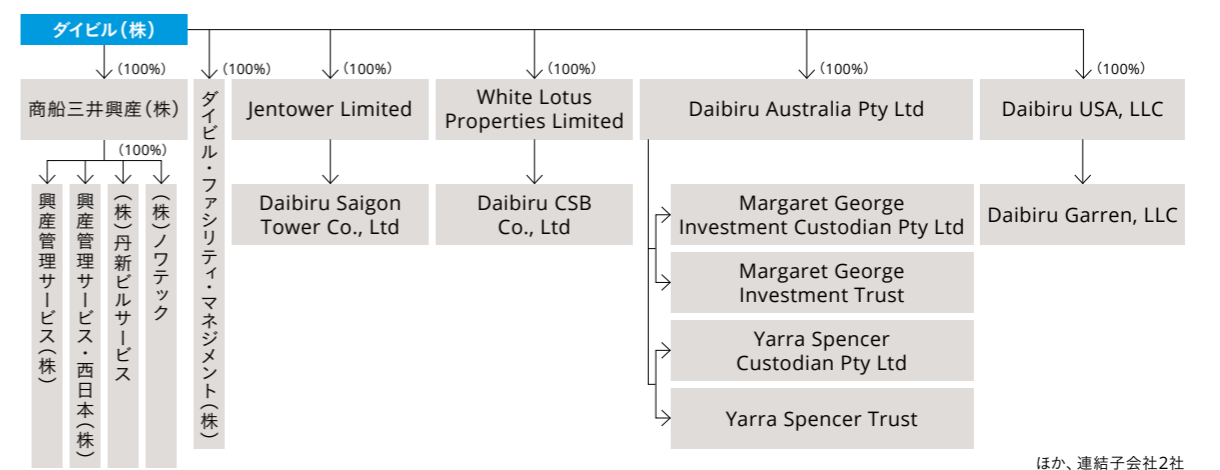 ダイビル(株)
(100%)
(100%)
(100%)
(100%)
(100%)
(100%)
商船三井興産(株)
ダイビル・ファシリティ・マネジメント(株)
Jentower Limited
White Lotus
Properties Limited
Daibiru Australia Pty Ltd
Daibiru USA, LLC
(100%)
興産管理サービス(株)
興産管理サービス・西日本(株)
(株)丹新ビルサービス
(株)ノワテック
Daibiru Saigon
Tower Co., Ltd
Daibiru CSB
Co., Ltd
Margaret George
Investment Custodian Pty Ltd
Margaret George
Investment Trust
Yarra Spencer
Custodian Pty Ltd
Yarra Spencer Trust
Daibiru Garren, LLC
ほか、連結子会社2社